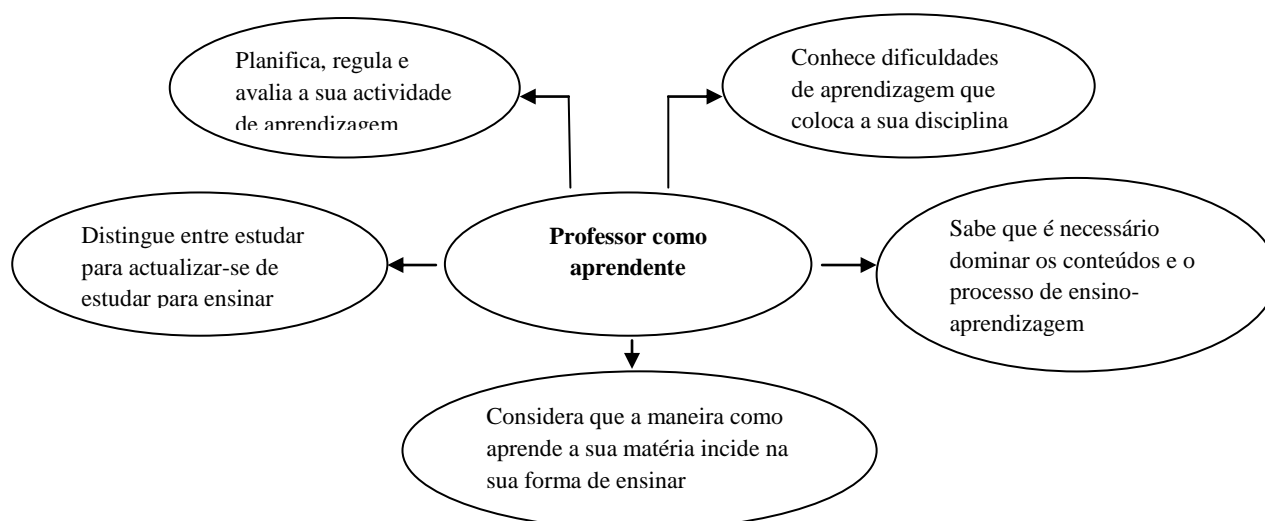 Planifica, regula e
avalia a sua actividade
de aprendizagem
Conhece dificuldades
de aprendizagem que
coloca a sua disciplina
Distingue entre estudar
para actualizar-se de
estudar para ensinar
Professor como
aprendente
Sabe que é necessário
dominar os conteúdos e o
processo de ensino-
aprendizagem
Considera que a maneira como
aprende a sua matéria incide na
sua forma de ensinar